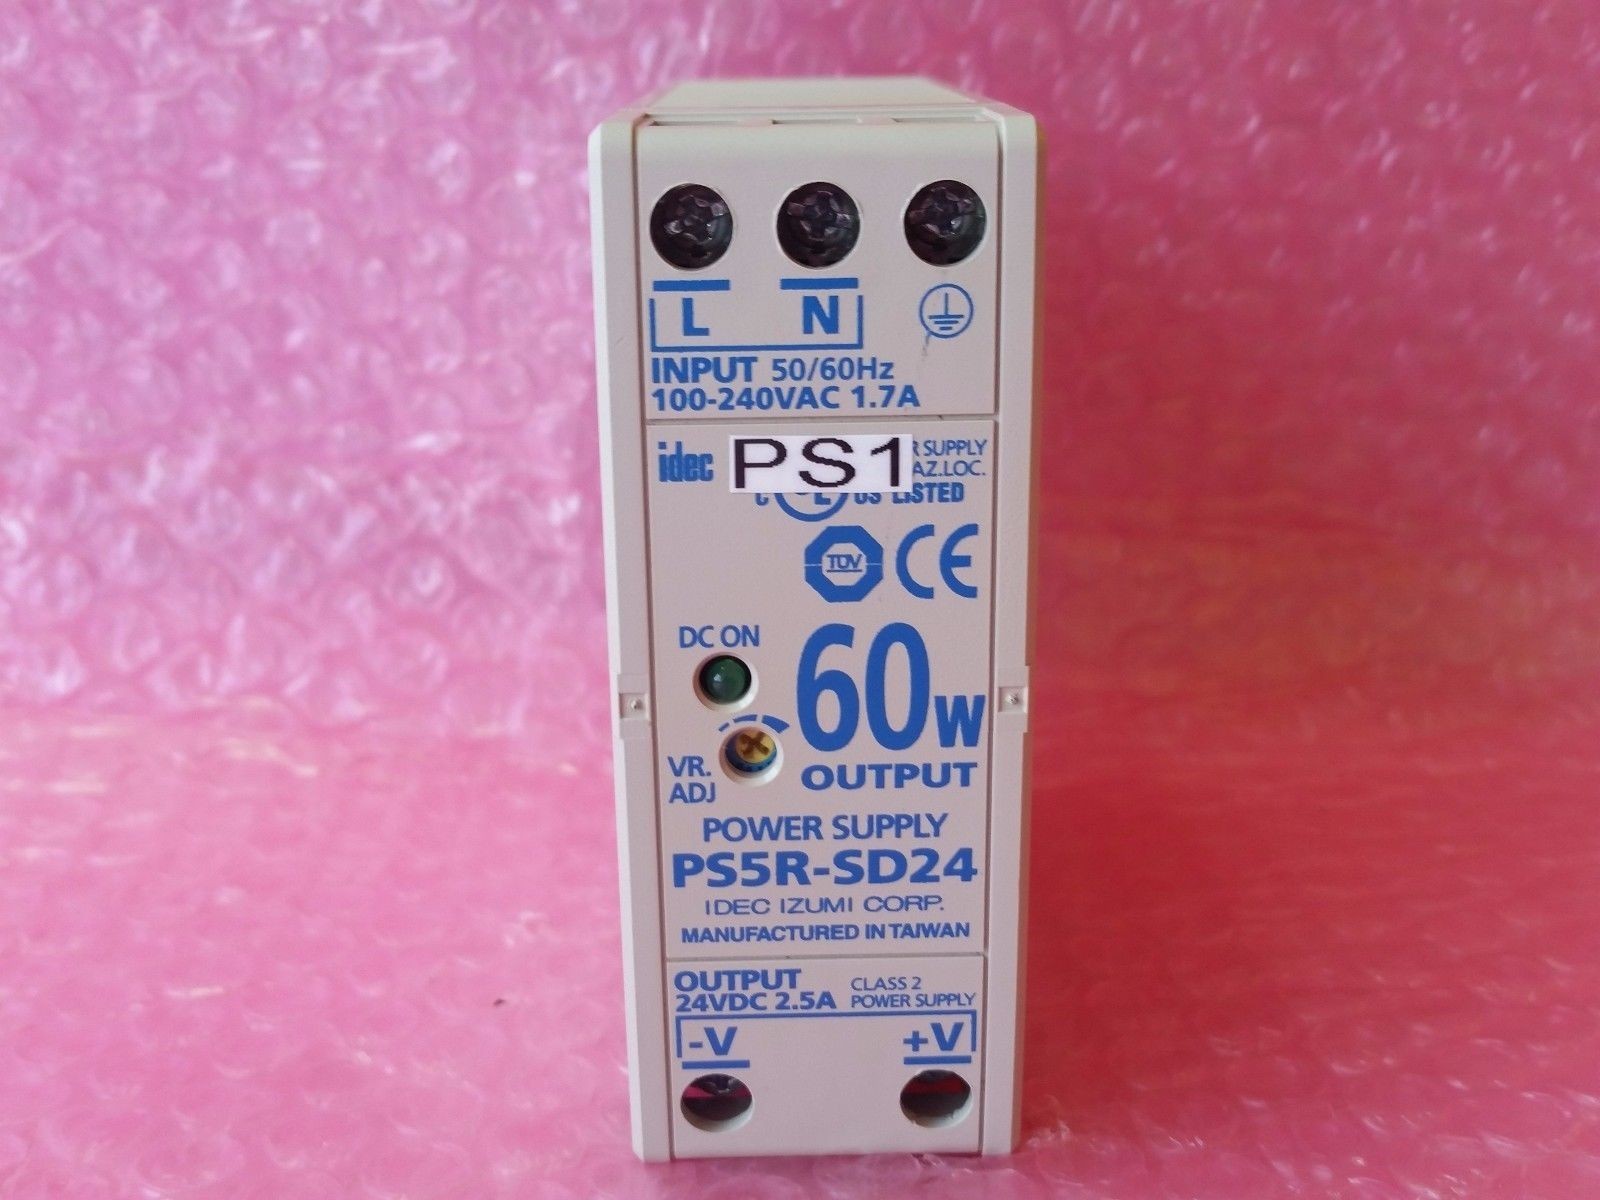 L N
INPUT 50/60Hz
100-240VAC 1.7A
idec PS1 SUPPLY
LOC.
C US LISTED
TÜV CE
DC ON
60W
OUTPUT
VR.
ADJ
POWER SUPPLY
PS5R-SD24
IDEC IZUMI CORP.
MANUFACTURED IN TAIWAN
OUTPUT CLASS 2
24VDC 2.5A POWER SUPPLY
-V +V